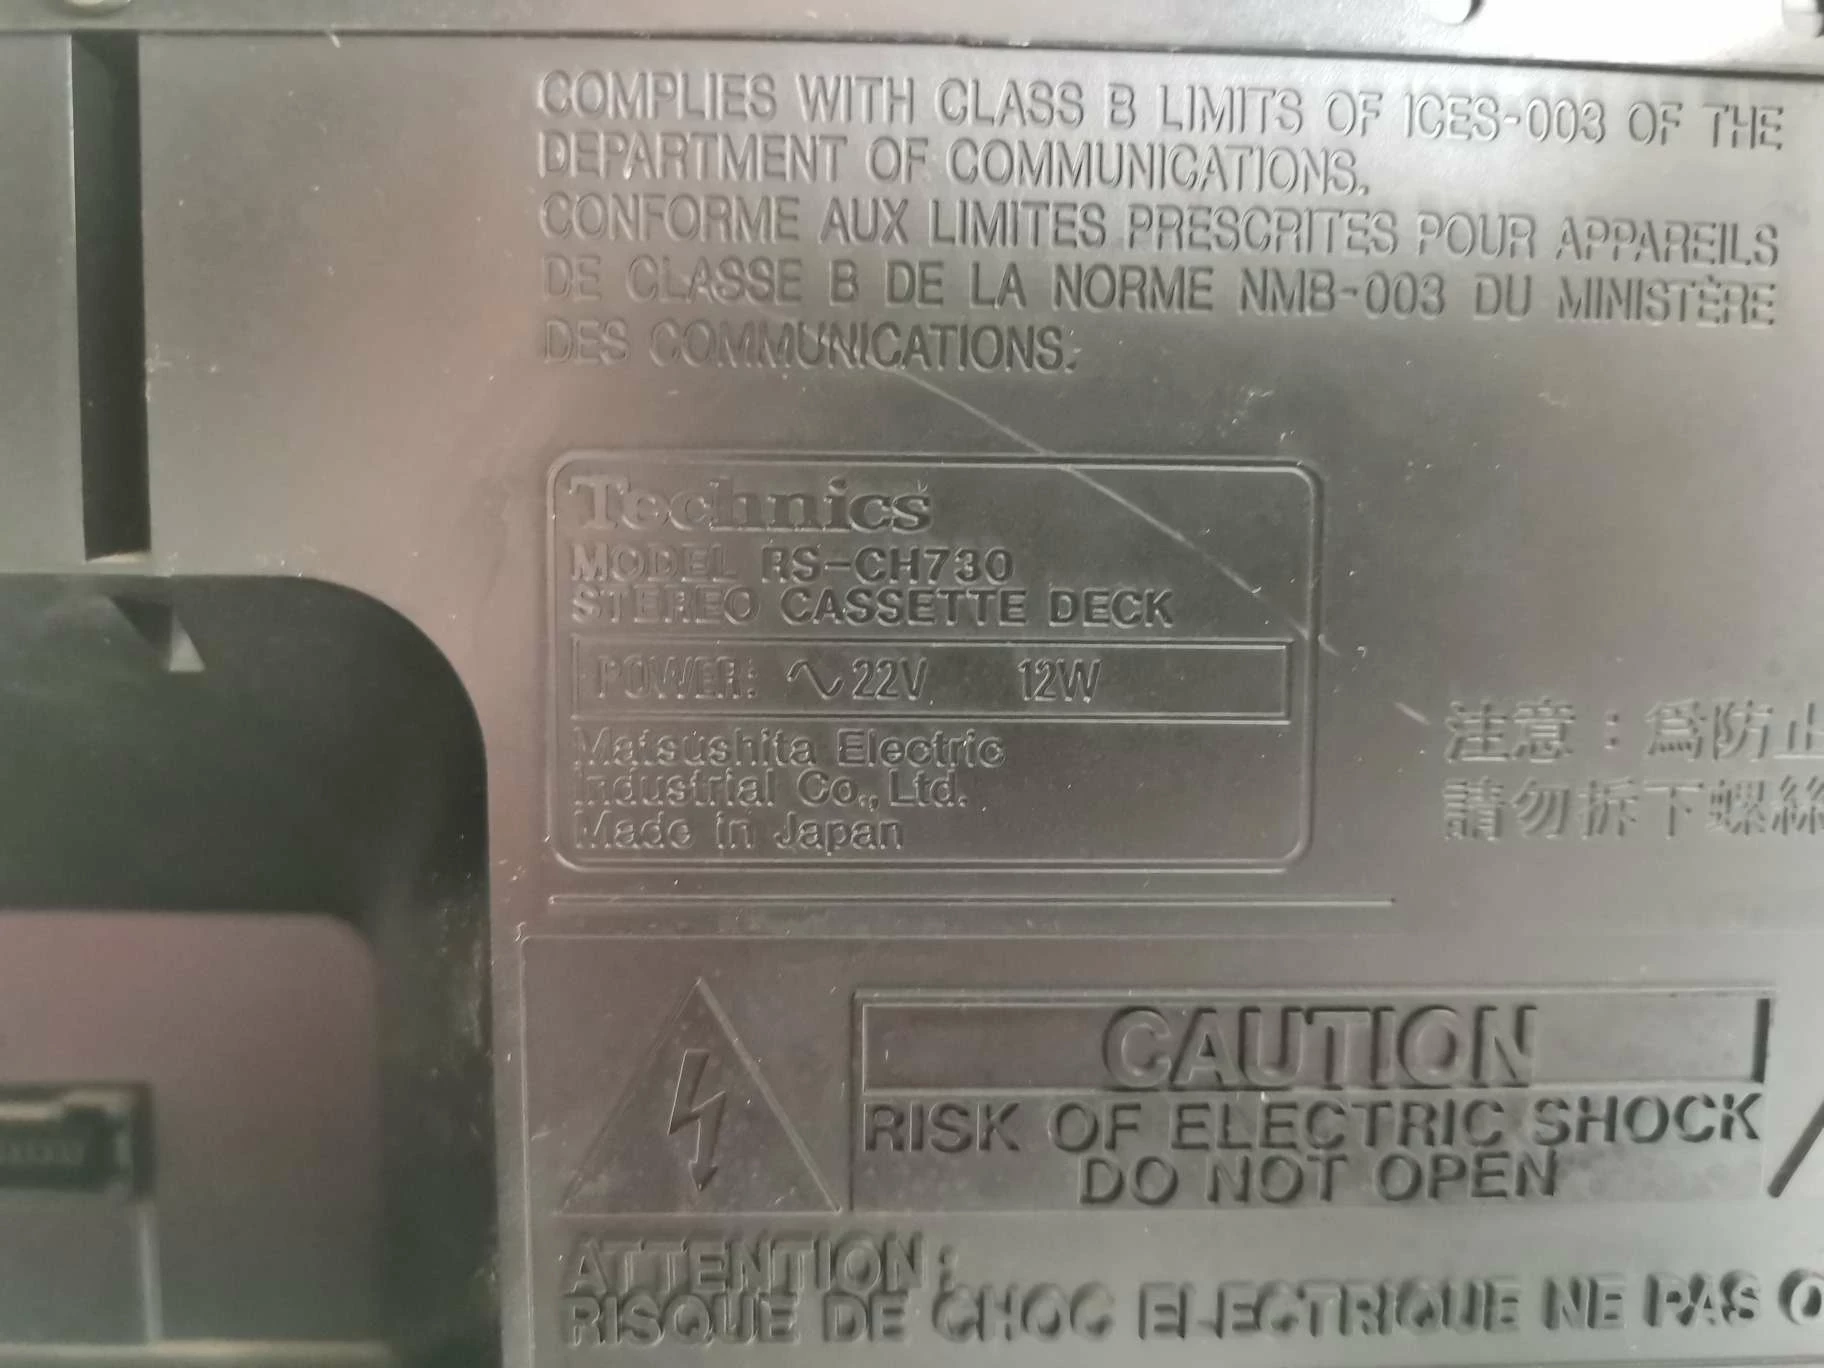 COMPLIES WITH CLASS B LIMITS OF ICES-003 OF THE
DEPARTMENT OF COMMUNICATIONS.
CONFORME AUX LIMITES PRESCRITES POUR APPAREILS
DE CLASSE B DE LA NORME NMB-003 DU MINISTÈRE
DES COMMUNICATIONS.
Technics
MODEL RS-CH730
STEREO CASSETTE DECK
POWER: ∿22V 12W
Matsushita Electric
Industrial Co., Ltd.
Made in Japan
注意:為防止
請勿拆下螺絲
CAUTION
RISK OF ELECTRIC SHOCK
DO NOT OPEN
ATTENTION:
RISQUE DE CHOC ELECTRIQUE NE PAS O